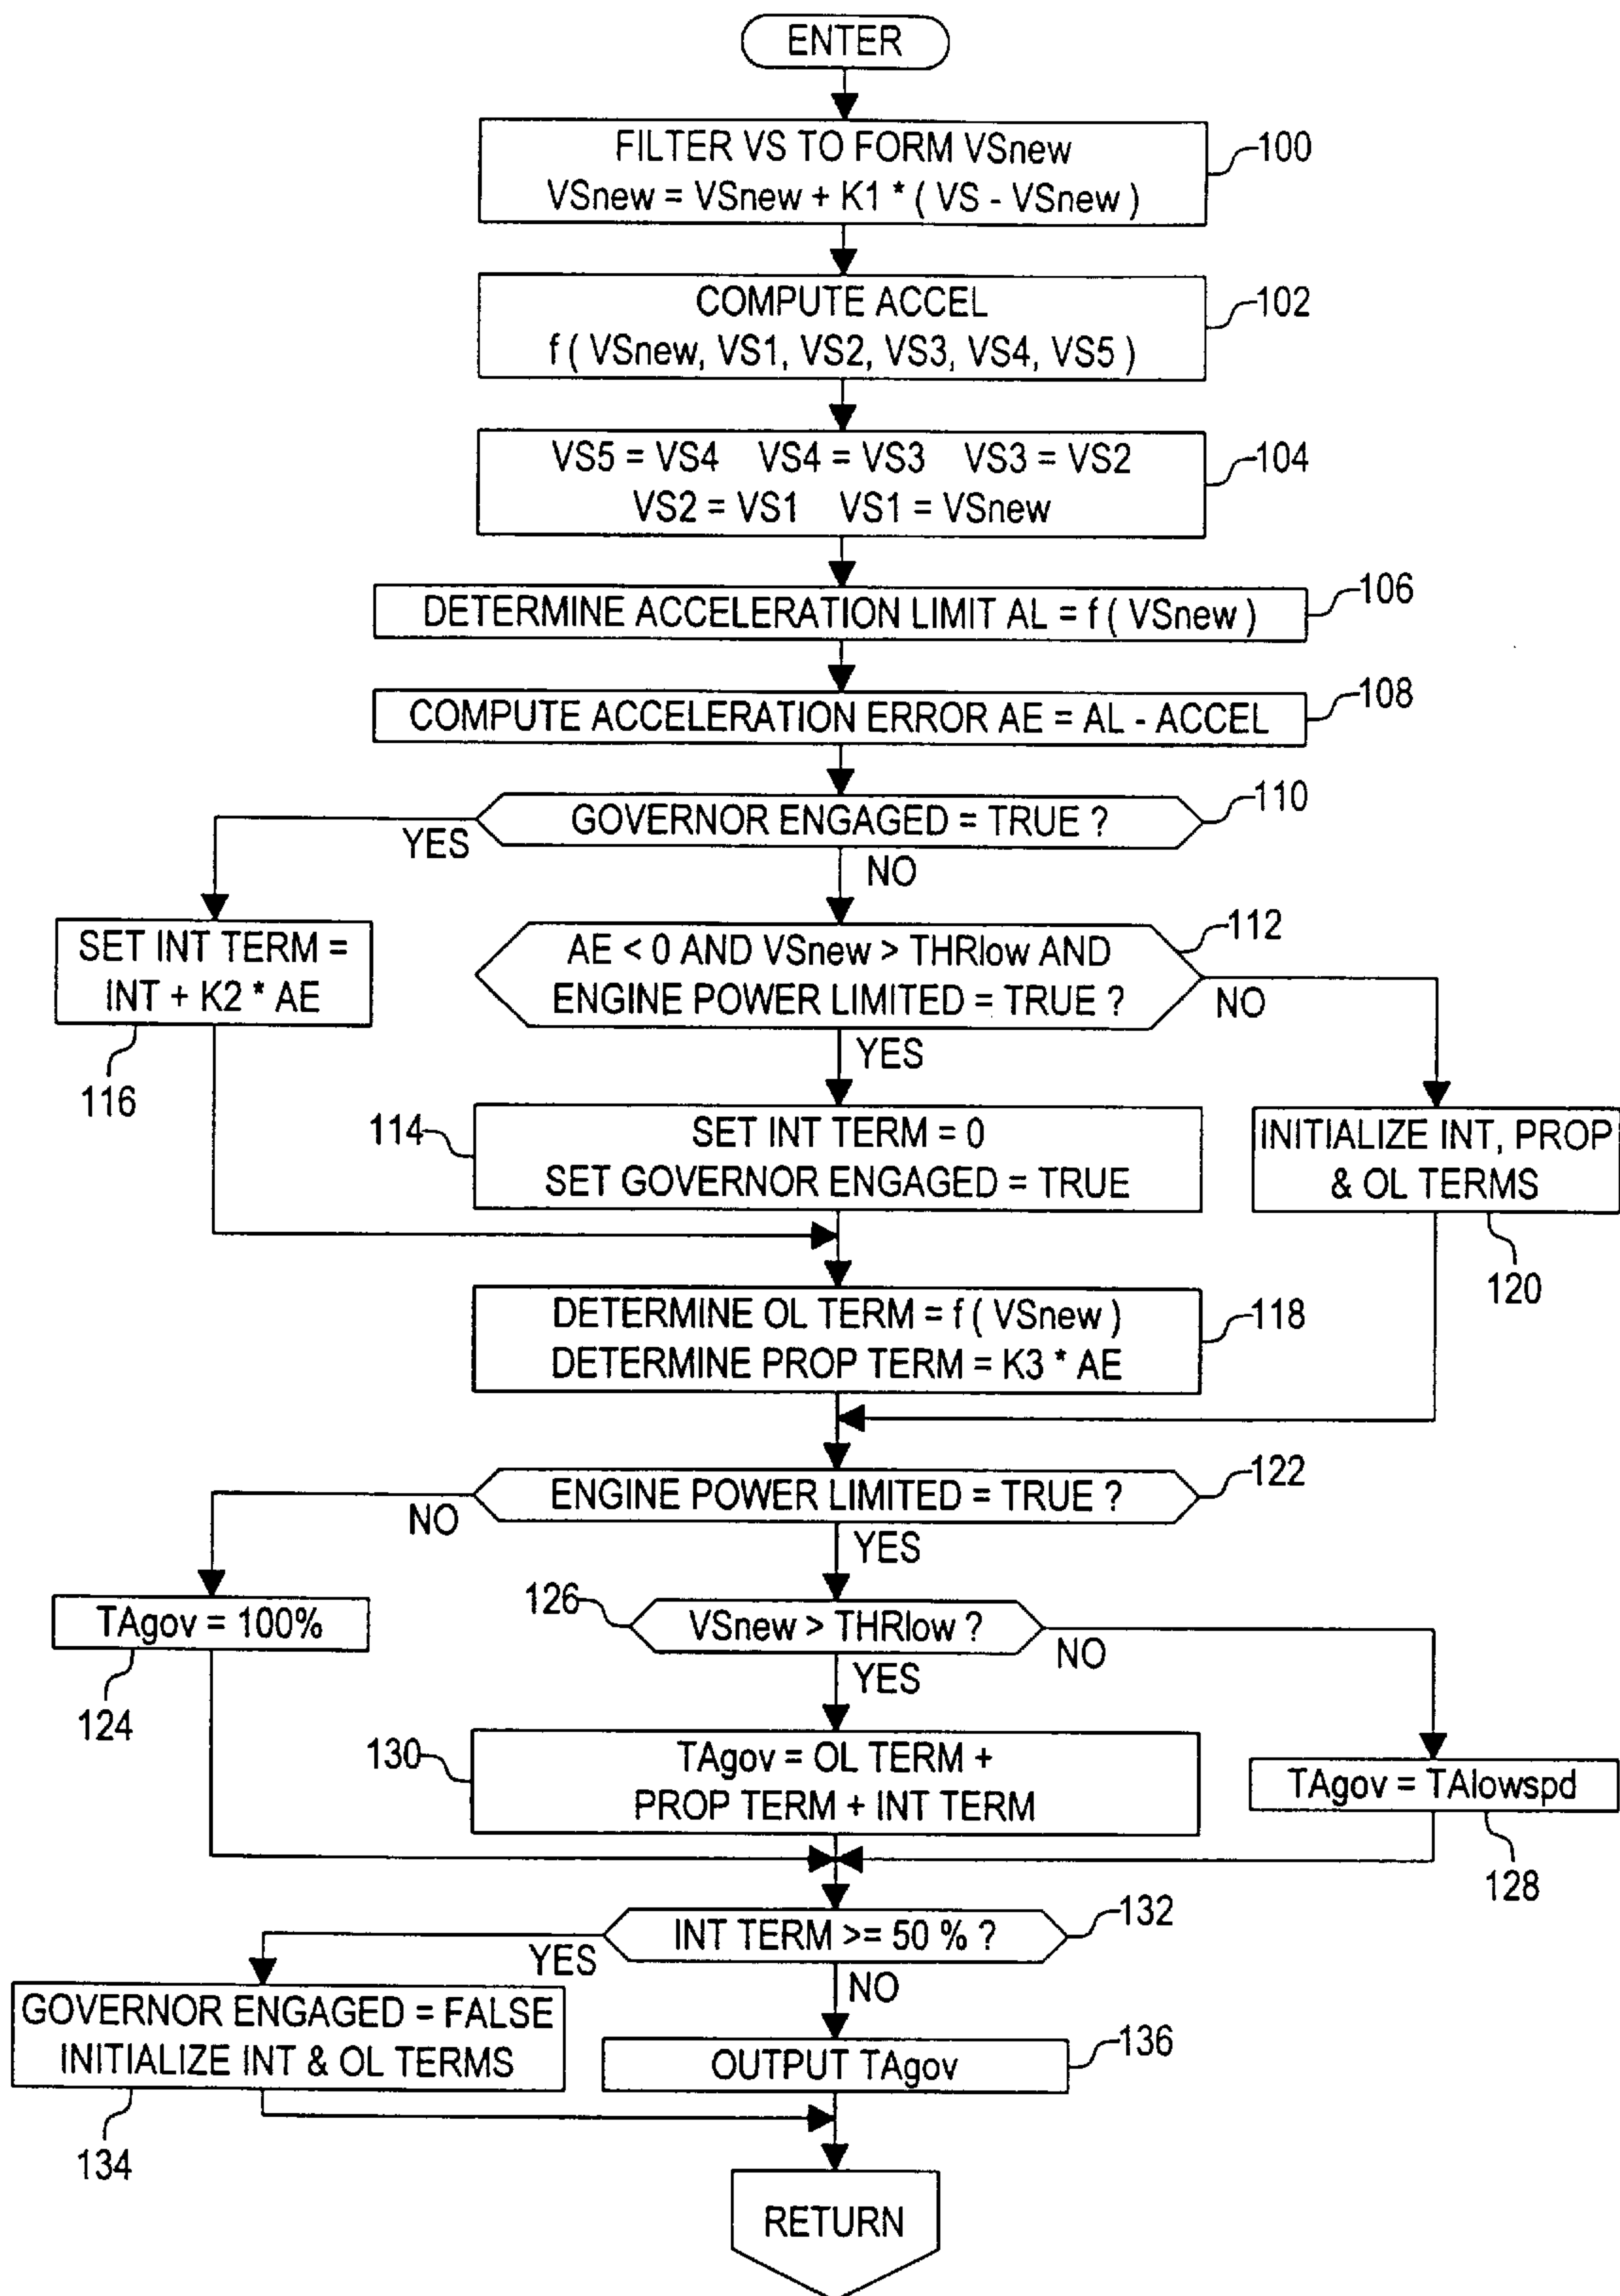 ENTER
FILTER VS TO FORM VSnew
VSnew = VSnew + K1 * ( VS - VSnew )
100
COMPUTE ACCEL
f ( VSnew, VS1, VS2, VS3, VS4, VS5 )
102
VS5 = VS4 VS4 = VS3 VS3 = VS2
VS2 = VS1 VS1 = VSnew
104
DETERMINE ACCELERATION LIMIT AL = f ( VSnew )
106
COMPUTE ACCELERATION ERROR AE = AL - ACCEL
108
GOVERNOR ENGAGED = TRUE ?
110
YES
NO
SET INT TERM =
INT + K2 * AE
116
AE < 0 AND VSnew > THRlow AND
ENGINE POWER LIMITED = TRUE ?
112
NO
YES
114
SET INT TERM = 0
SET GOVERNOR ENGAGED = TRUE
INITIALIZE INT, PROP
& OL TERMS
120
DETERMINE OL TERM = f ( VSnew )
DETERMINE PROP TERM = K3 * AE
118
ENGINE POWER LIMITED = TRUE ?
122
NO
YES
TAgov = 100%
124
126
VSnew > THRlow ?
NO
YES
130
TAgov = OL TERM +
PROP TERM + INT TERM
TAgov = TAlowspd
128
INT TERM >= 50 % ?
132
YES
NO
GOVERNOR ENGAGED = FALSE
INITIALIZE INT & OL TERMS
134
OUTPUT TAgov
136
RETURN